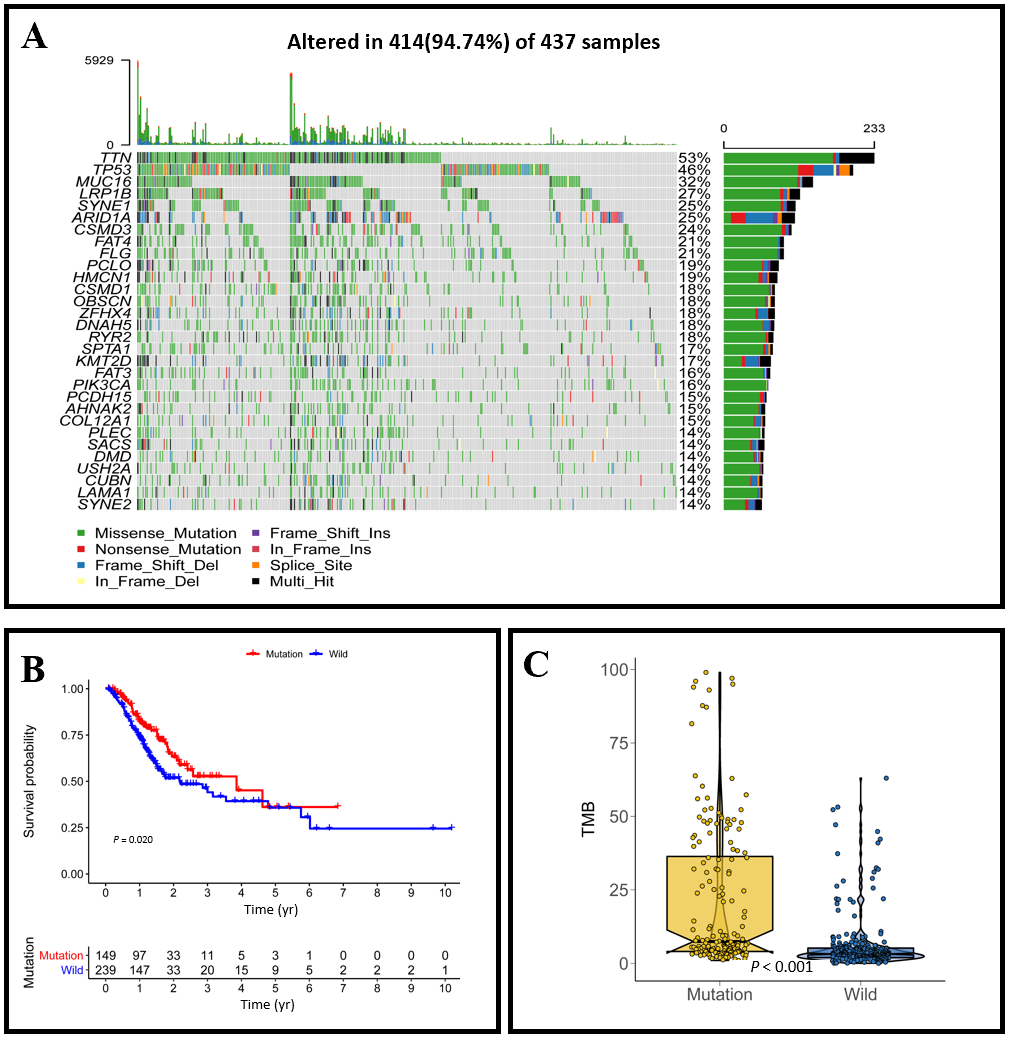 A
Altered in 414(94.74%) of 437 samples
5929
0
0 233
TTN 53%
TP53 46%
MUC16 32%
LRP1B 27%
SYNE1 25%
ARID1A 25%
CSMD3 24%
FAT4 21%
FLG 21%
PCLO 19%
HMCN1 19%
CSMD1 18%
OBSCN 18%
ZFHX4 18%
DNAH5 18%
RYR2 18%
SPTA1 17%
KMT2D 17%
FAT3 16%
PIK3CA 16%
PCDH15 15%
AHNAK2 15%
COL12A1 15%
PLEC 14%
SACS 14%
DMD 14%
USH2A 14%
CUBN 14%
LAMA1 14%
SYNE2 14%
Missense_Mutation Frame_Shift_Ins
Nonsense_Mutation In_Frame_Ins
Frame_Shift_Del Splice_Site
In_Frame_Del Multi_Hit
B
Mutation Wild
Survival probability
1.00
0.75
0.50
0.25
0.00
P = 0.020
0 1 2 3 4 5 6 7 8 9 10
Time (yr)
Mutation
Mutation 149 97 33 11 5 3 1 0 0 0 0
Wild 239 147 33 20 15 9 5 2 2 2 1
0 1 2 3 4 5 6 7 8 9 10
Time (yr)
C
TMB
100
75
50
25
0
P < 0.001
Mutation Wild